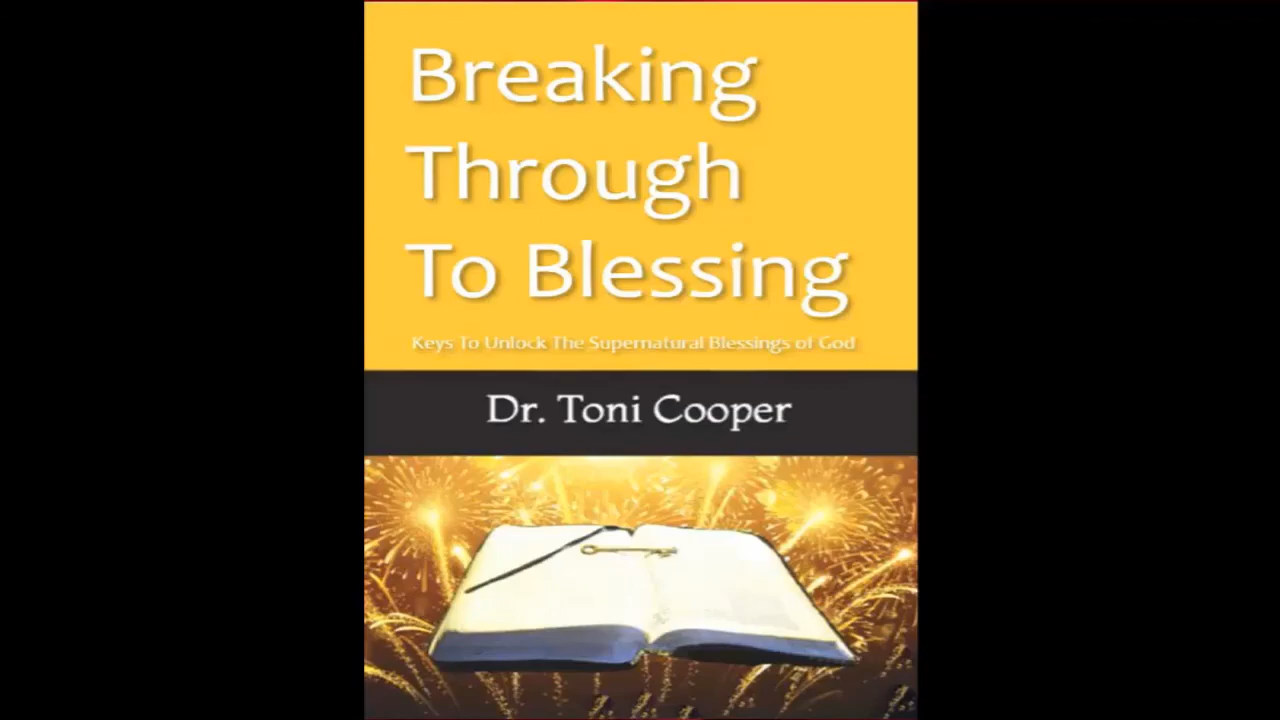 Breaking
Through
To Blessing
Keys To Unlock The Supernatural Blessings of God
Dr. Toni Cooper